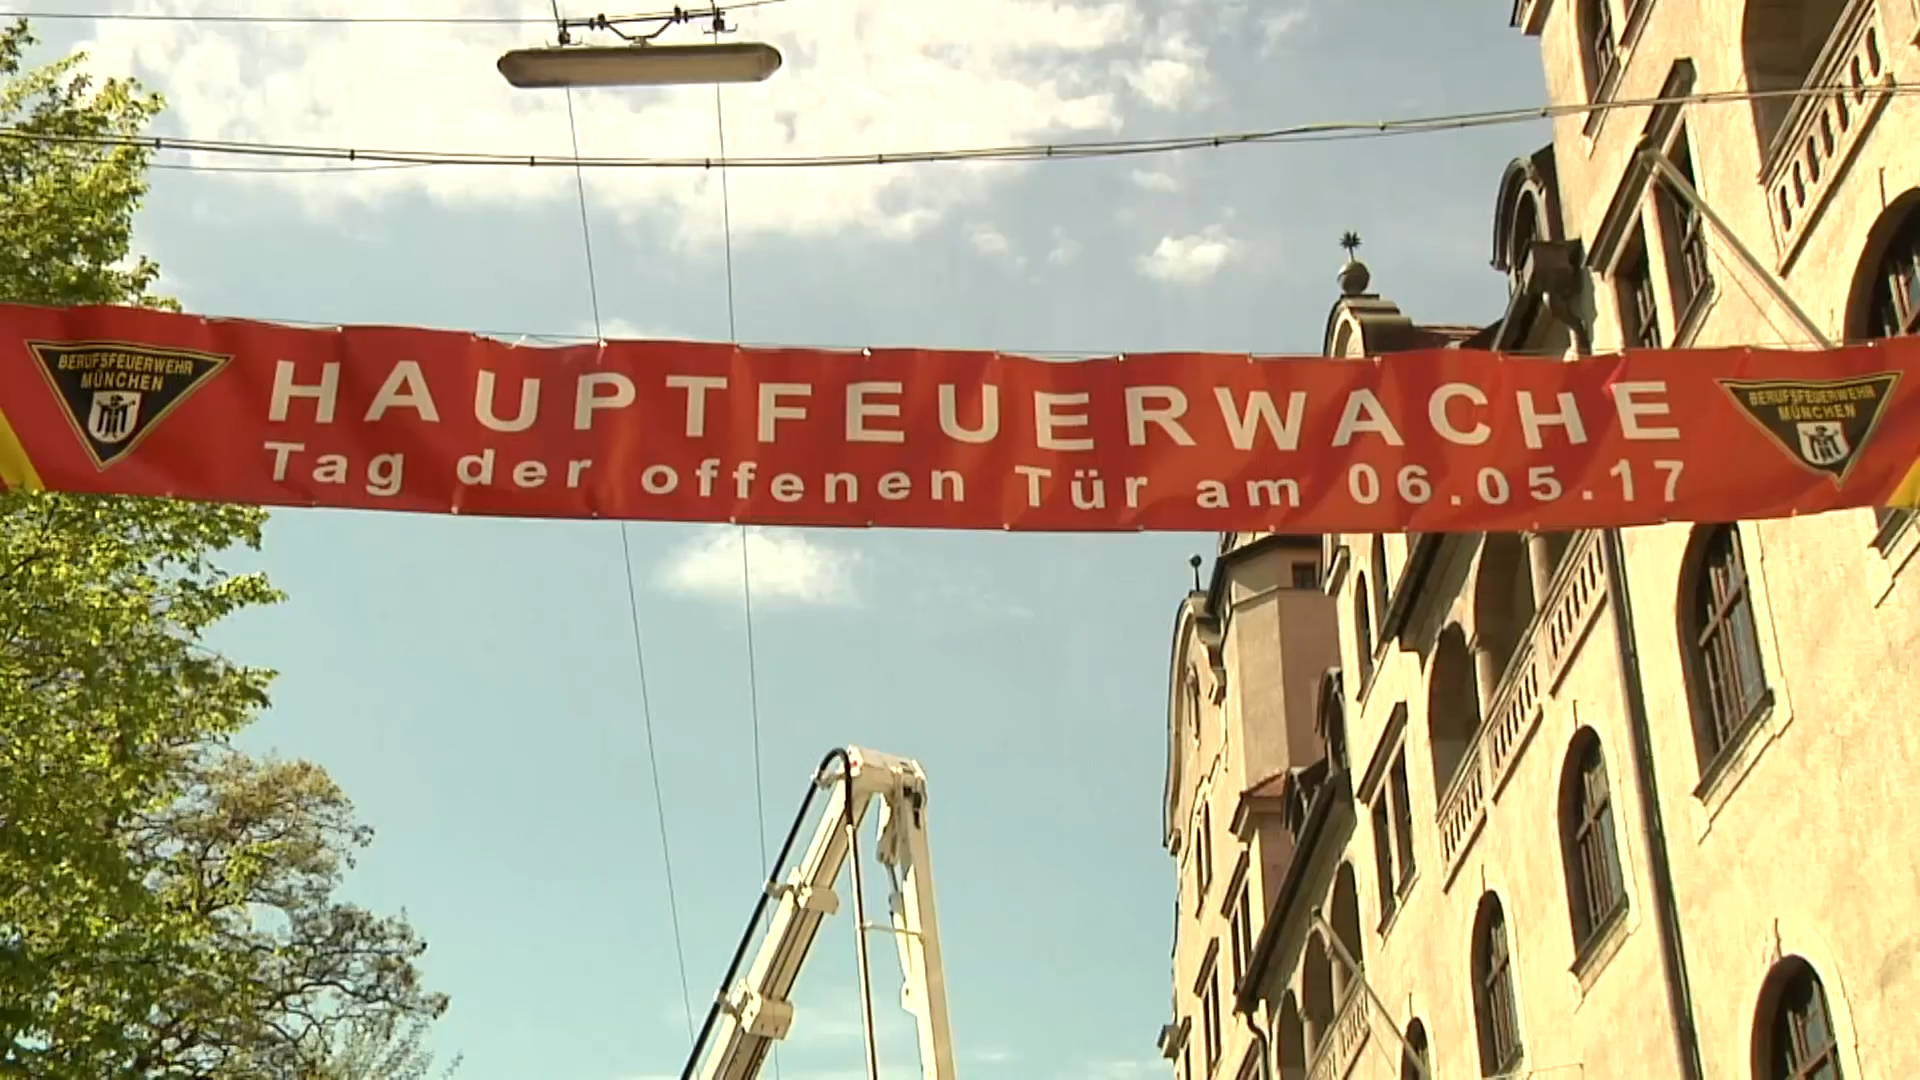 BERUFSFEUERWEHR
MÜNCHEN
HAUPTFEUERWACHE
Tag der offenen Tür am 06.05.17
BERUFSFEUERWEHR
MÜNCHEN